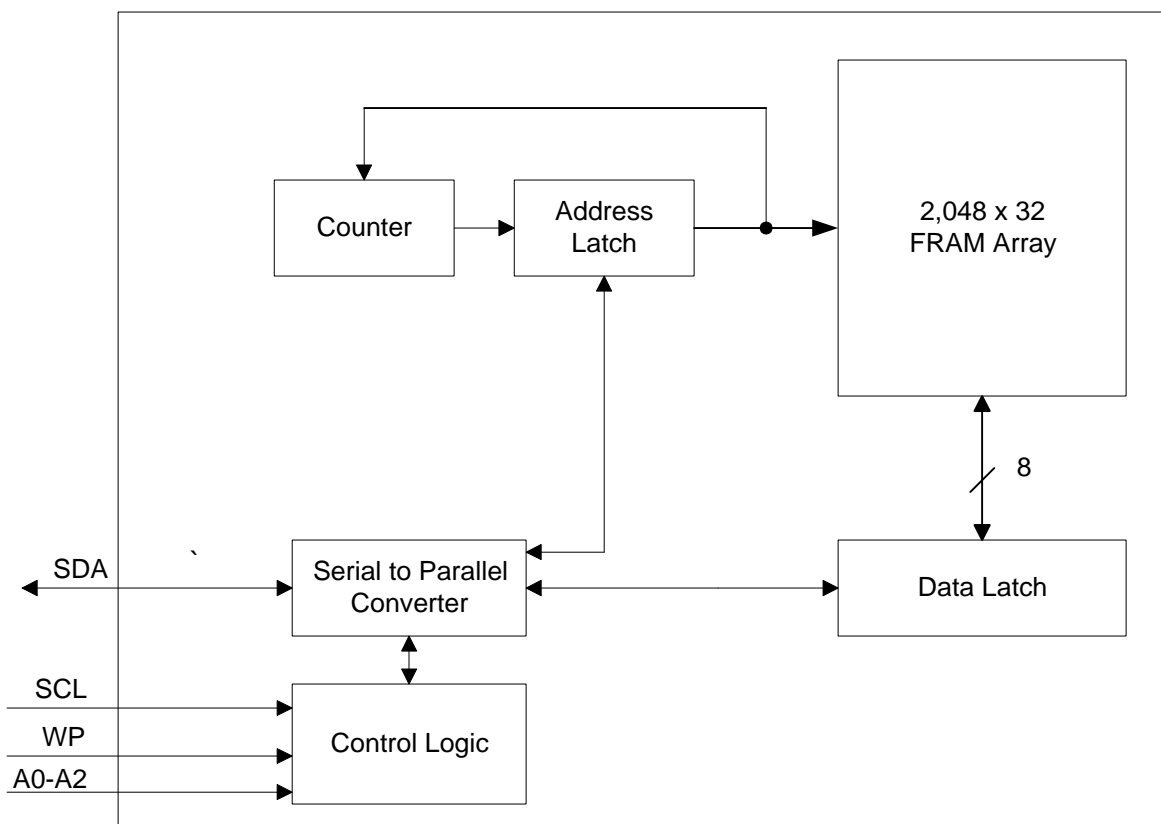 Counter
Address
Latch
2,048 x 32
FRAM Array
8
SDA
`
Serial to Parallel
Converter
Data Latch
SCL
WP
A0-A2
Control Logic